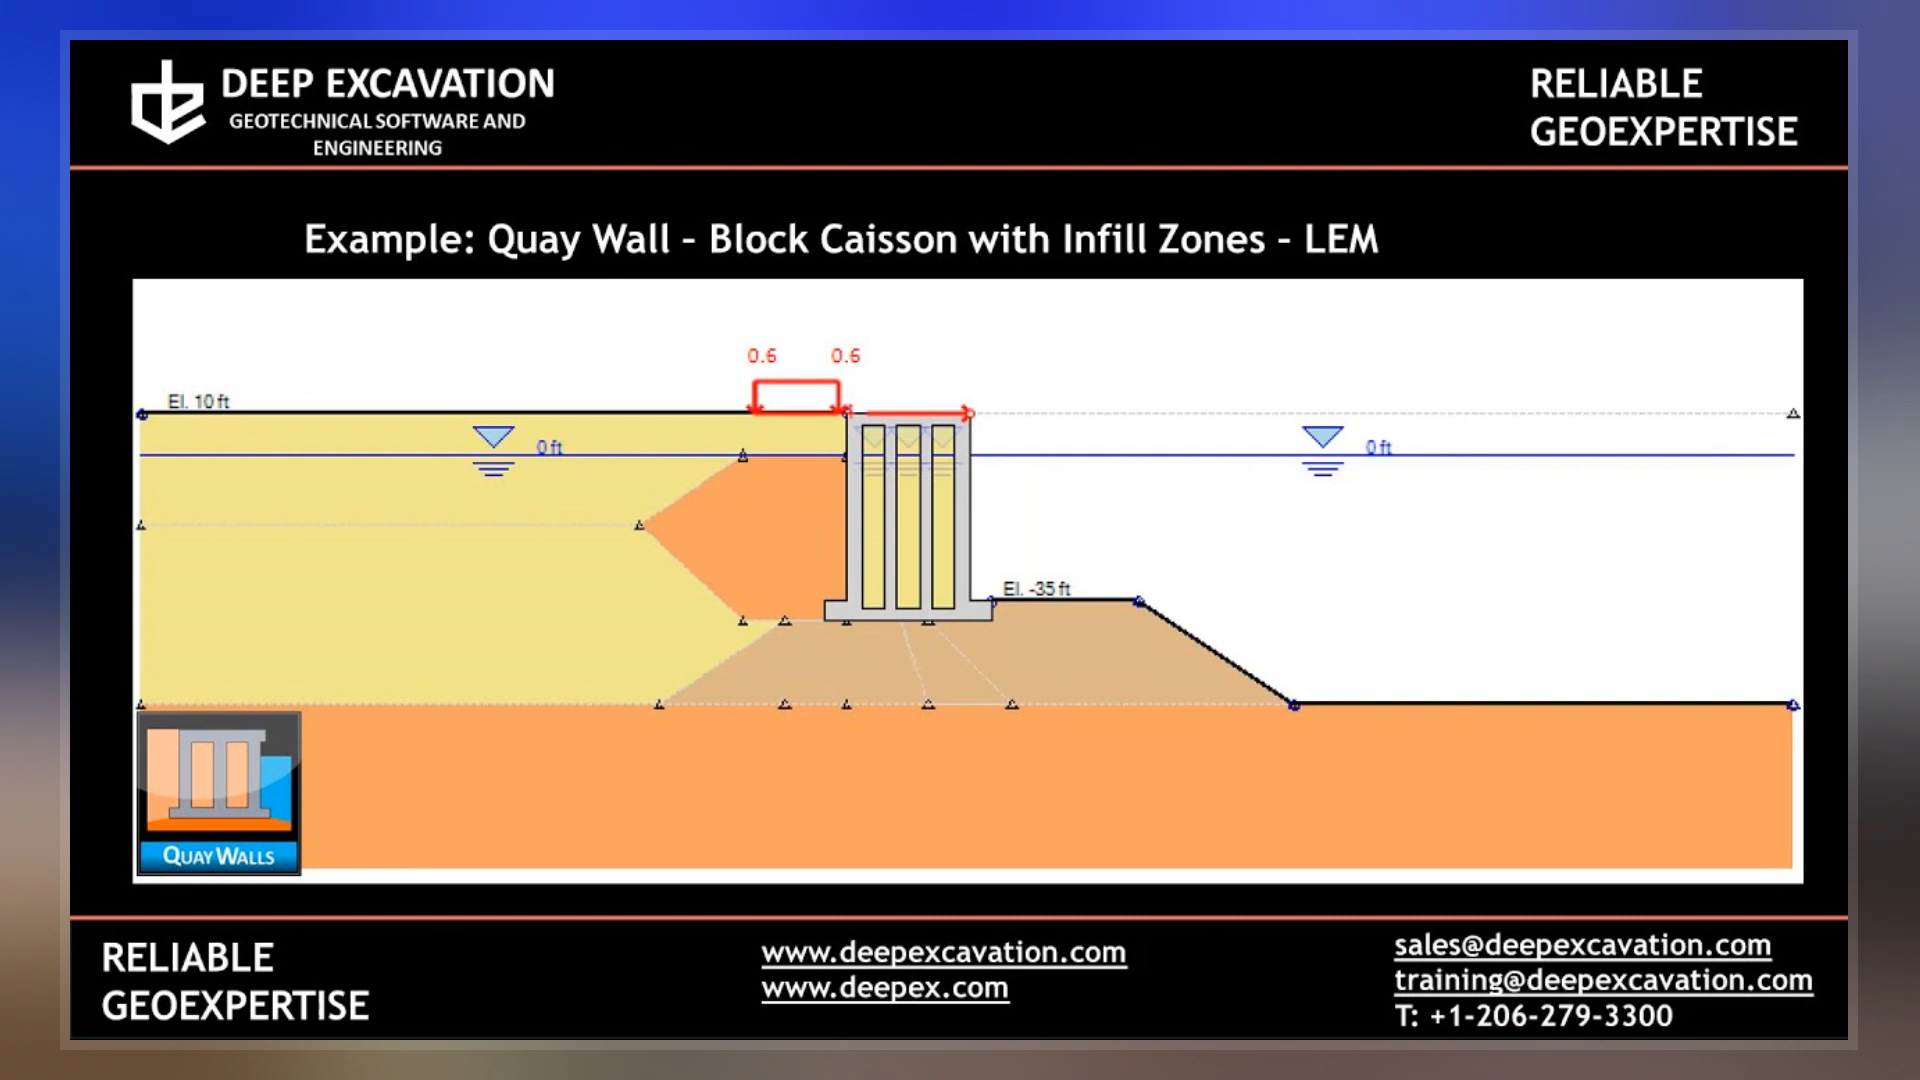 DEEP EXCAVATION
GEOTECHNICAL SOFTWARE AND
ENGINEERING
RELIABLE
GEOEXPERTISE
Example: Quay Wall – Block Caisson with Infill Zones – LEM
0.6 0.6
El. 10 ft
0 ft
0 ft
El. -35 ft
QUAY WALLS
RELIABLE
GEOEXPERTISE
www.deepexcavation.com
www.deepex.com
sales@deepexcavation.com
training@deepexcavation.com
T: +1-206-279-3300